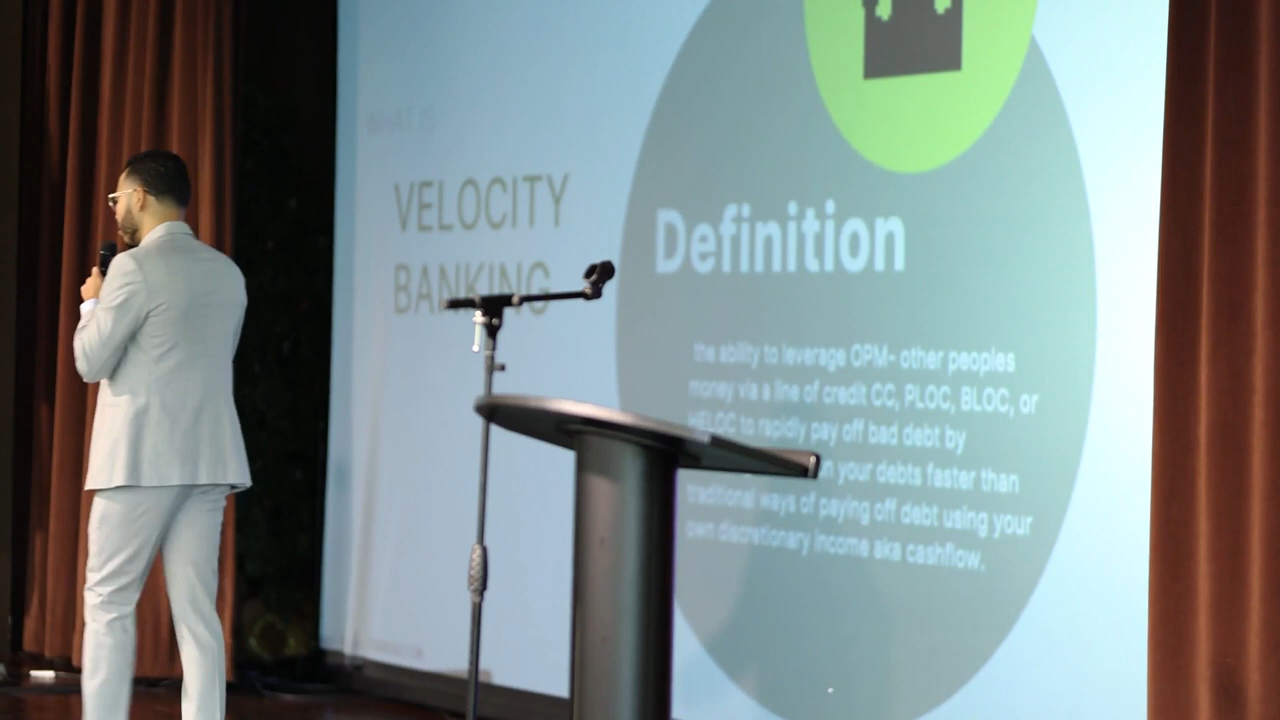 WHAT IS
VELOCITY
BANKING
Definition
the ability to leverage OPM- other peoples
money via a line of credit CC, PLOC, BLOC, or
HELOC to rapidly pay off bad debt by
n your debts faster than
traditional ways of paying off debt using your
own discretionary income aka cashflow.